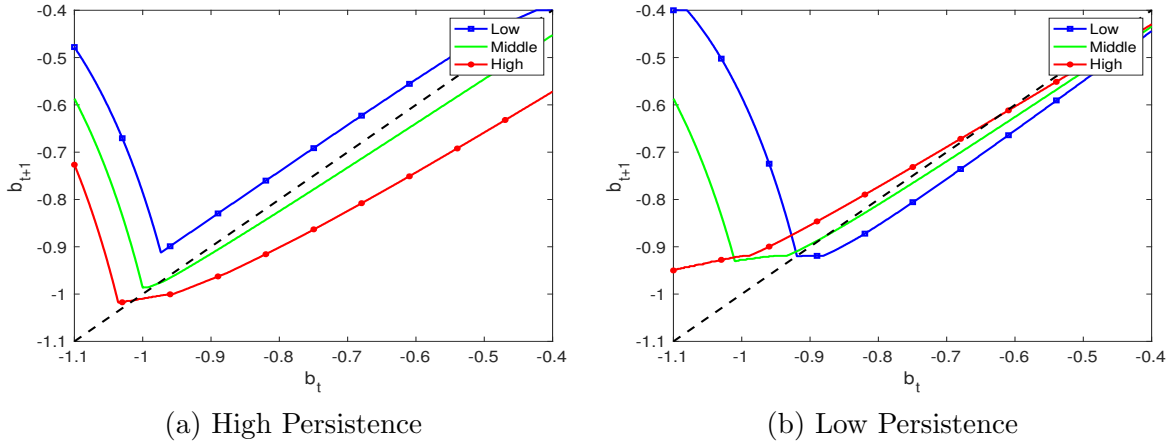 -0.4
-0.5
-0.6
-0.7
-0.8
-0.9
-1
-1.1
b_{t+1}
-1.1 -1 -0.9 -0.8 -0.7 -0.6 -0.5 -0.4
b_t
Low
Middle
High
(a) High Persistence
-0.4
-0.5
-0.6
-0.7
-0.8
-0.9
-1
-1.1
b_{t+1}
-1.1 -1 -0.9 -0.8 -0.7 -0.6 -0.5 -0.4
b_t
Low
Middle
High
(b) Low Persistence